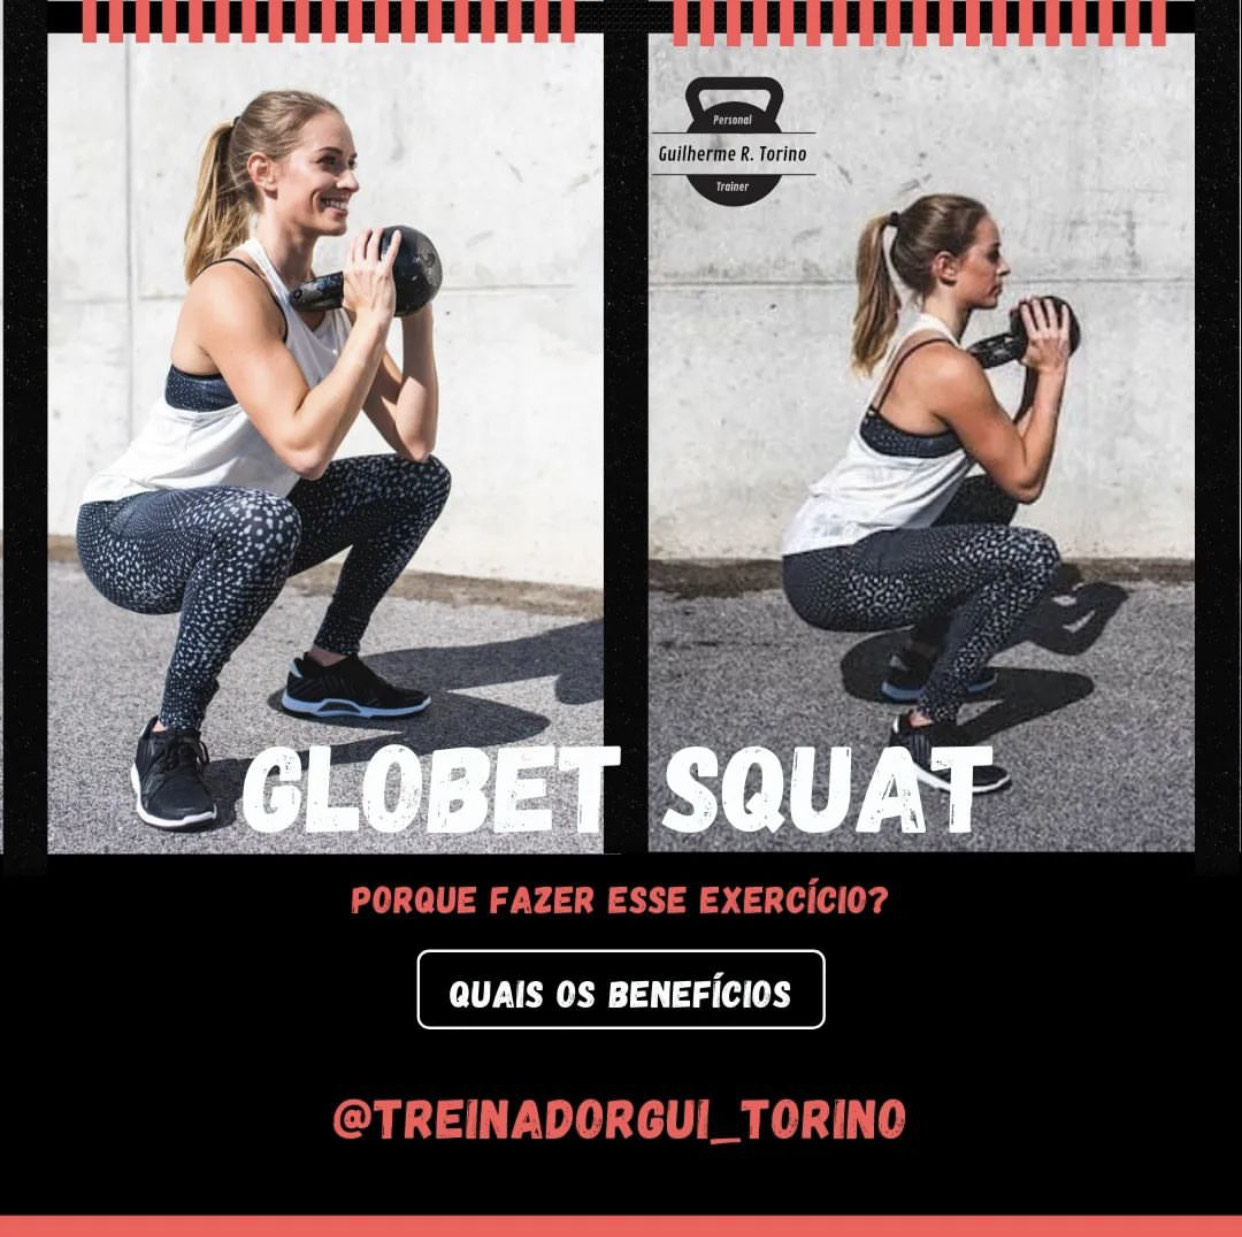 Personal
Guilherme R. Torino
Trainer
GLOBET SQUAT
PORQUE FAZER ESSE EXERCÍCIO?
QUAIS OS BENEFÍCIOS
@TREINADORGUI_TORINO